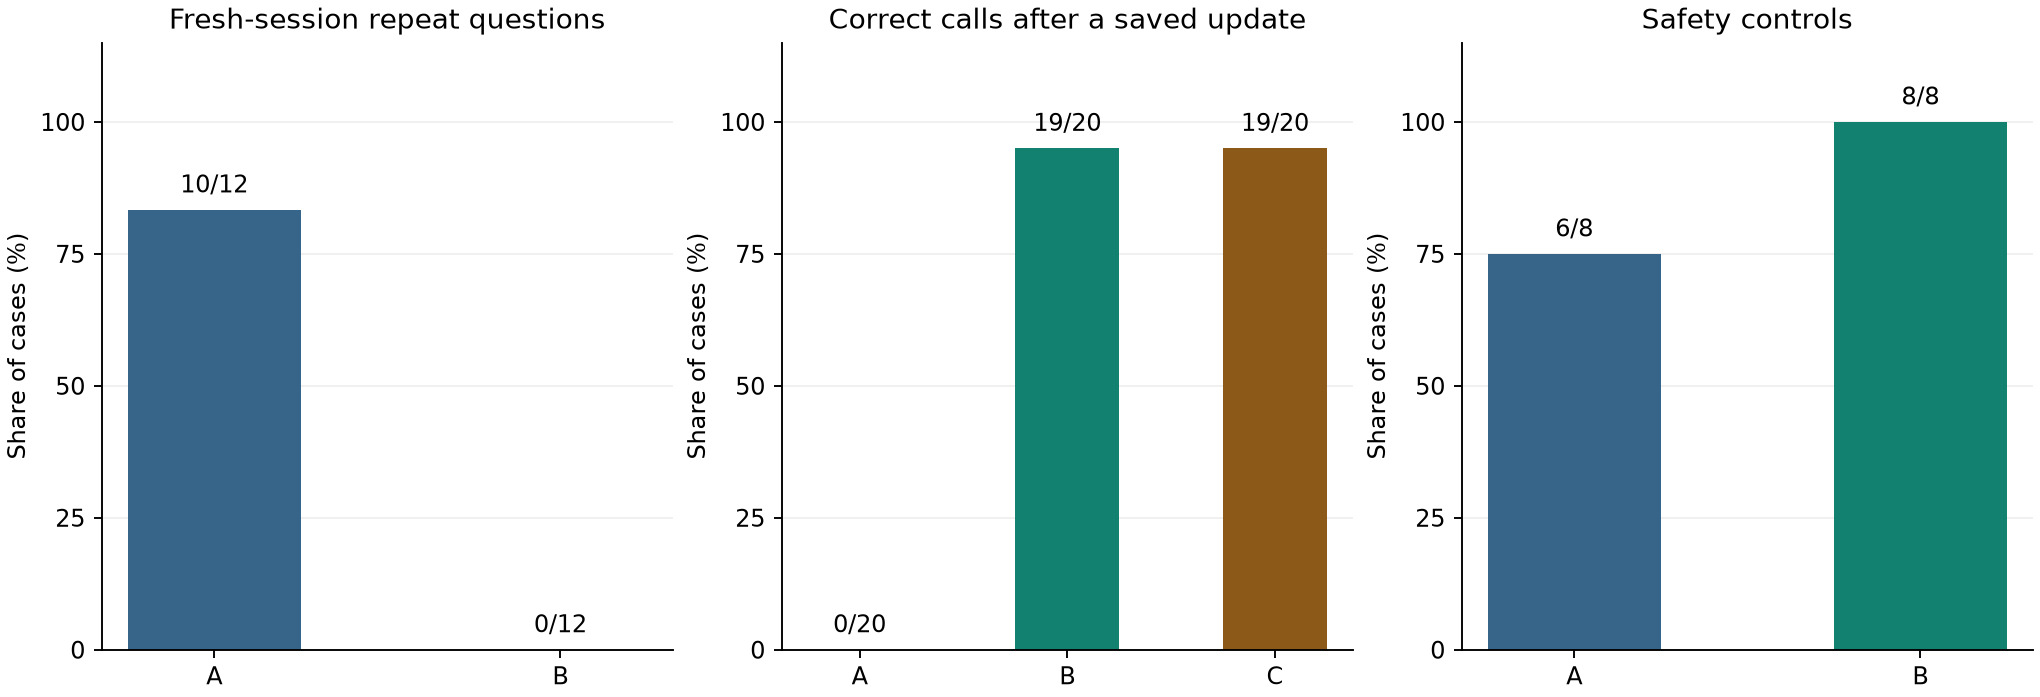 Fresh-session repeat questions
Share of cases (%)
100
75
50
25
0
10/12
0/12
A
B
Correct calls after a saved update
Share of cases (%)
100
75
50
25
0
0/20
19/20
19/20
A
B
C
Safety controls
Share of cases (%)
100
75
50
25
0
6/8
8/8
A
B